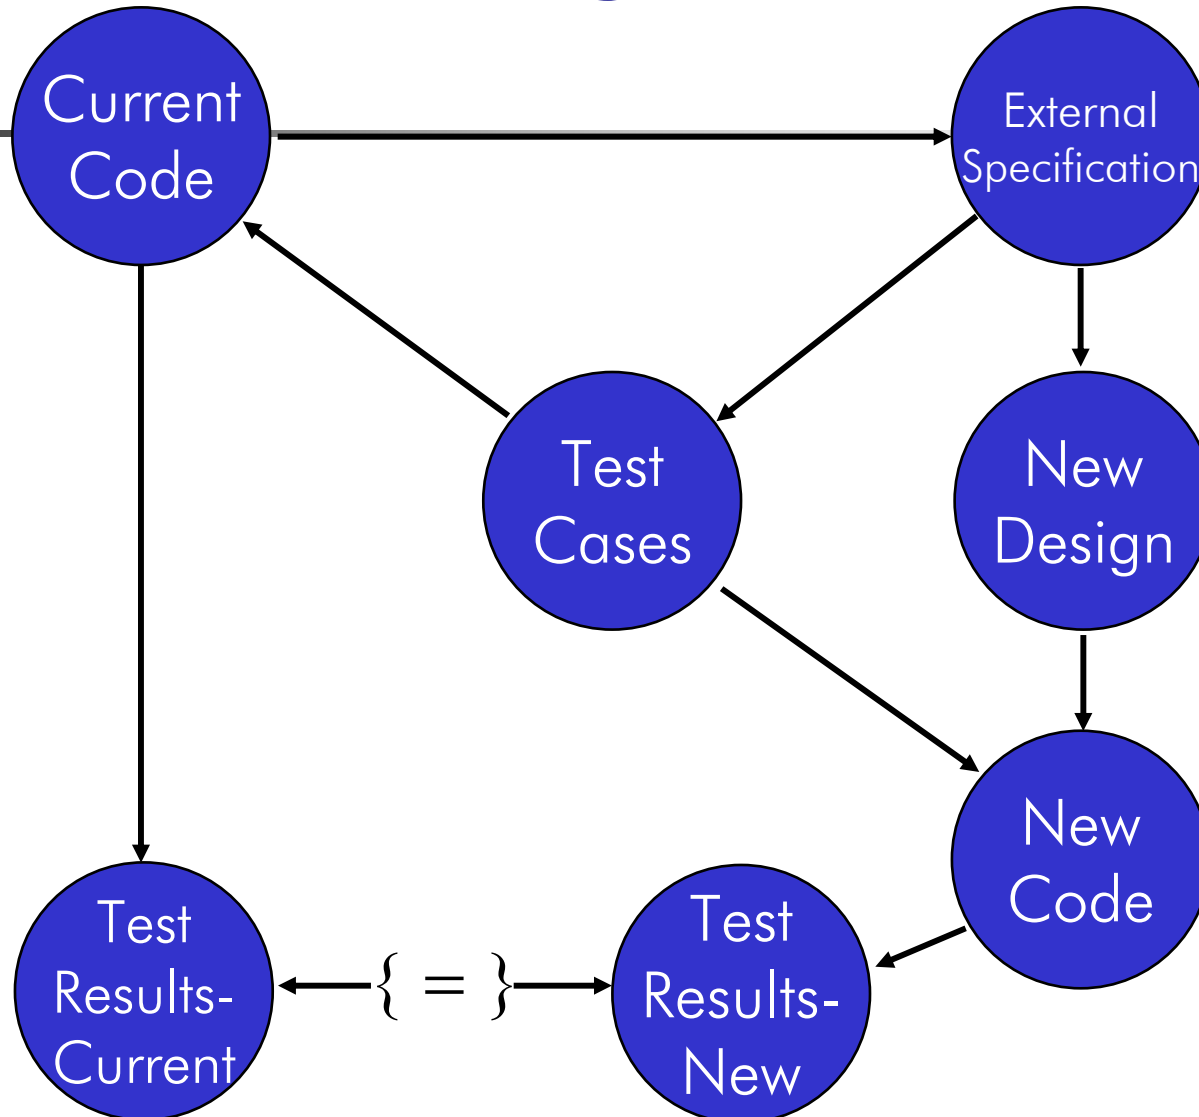 Current
Code
External
Specification
Test
Cases
New
Design
New
Code
Test
Results-
Current
{ = }
Test
Results-
New